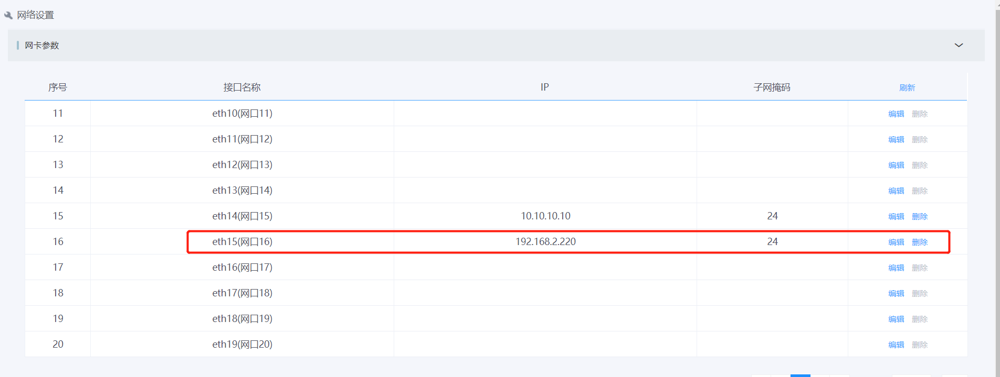 网络设置
网卡参数
序号 接口名称 IP 子网掩码 刷新
11 eth10(网口11) 编辑 删除
12 eth11(网口12) 编辑 删除
13 eth12(网口13) 编辑 删除
14 eth13(网口14) 编辑 删除
15 eth14(网口15) 10.10.10.10 24 编辑 删除
16 eth15(网口16) 192.168.2.220 24 编辑 删除
17 eth16(网口17) 编辑 删除
18 eth17(网口18) 编辑 删除
19 eth18(网口19) 编辑 删除
20 eth19(网口20) 编辑 删除